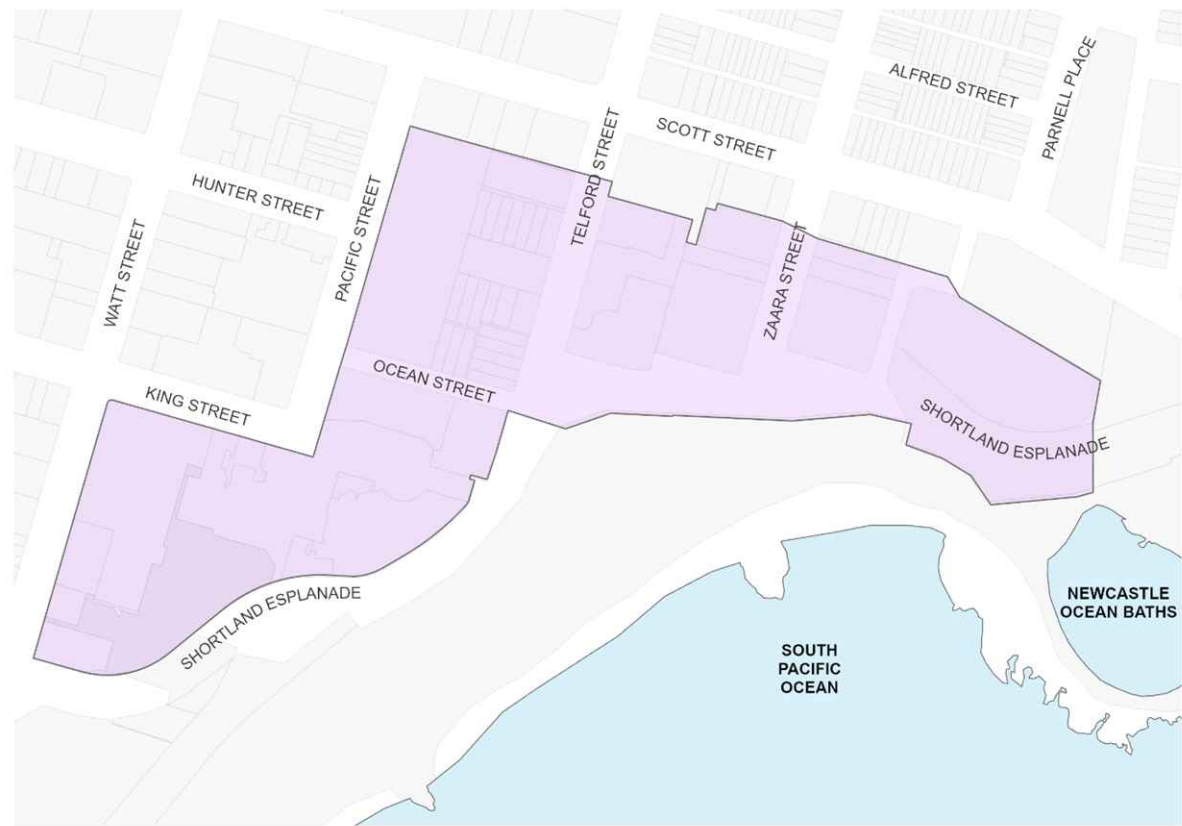 ALFRED STREET
PARNELL PLACE
SCOTT STREET
TELFORD STREET
HUNTER STREET
PACIFIC STREET
WATT STREET
ZAARA STREET
OCEAN STREET
KING STREET
SHORTLAND ESPLANADE
SHORTLAND ESPLANADE
NEWCASTLE
OCEAN BATHS
SOUTH
PACIFIC
OCEAN